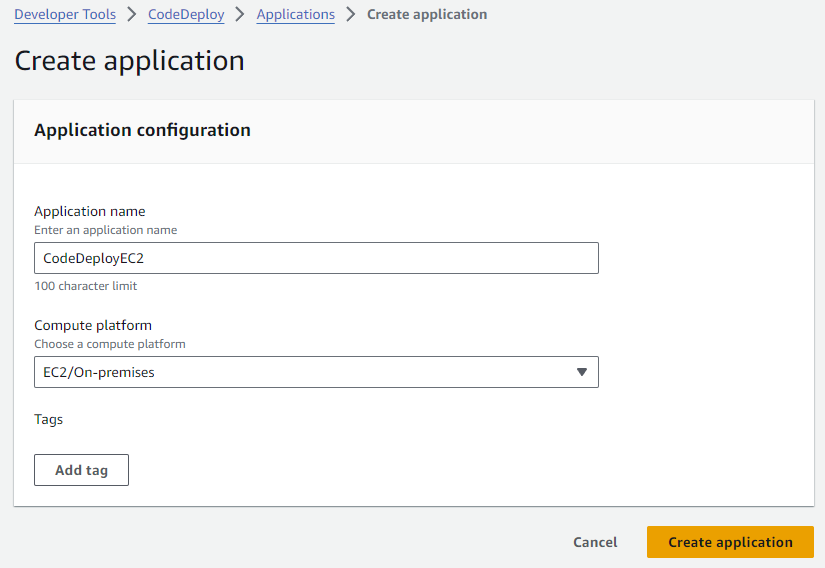 Developer Tools > CodeDeploy > Applications > Create application
Create application
Application configuration
Application name
Enter an application name
CodeDeployEC2
100 character limit
Compute platform
Choose a compute platform
EC2/On-premises
Tags
Add tag
Cancel Create application